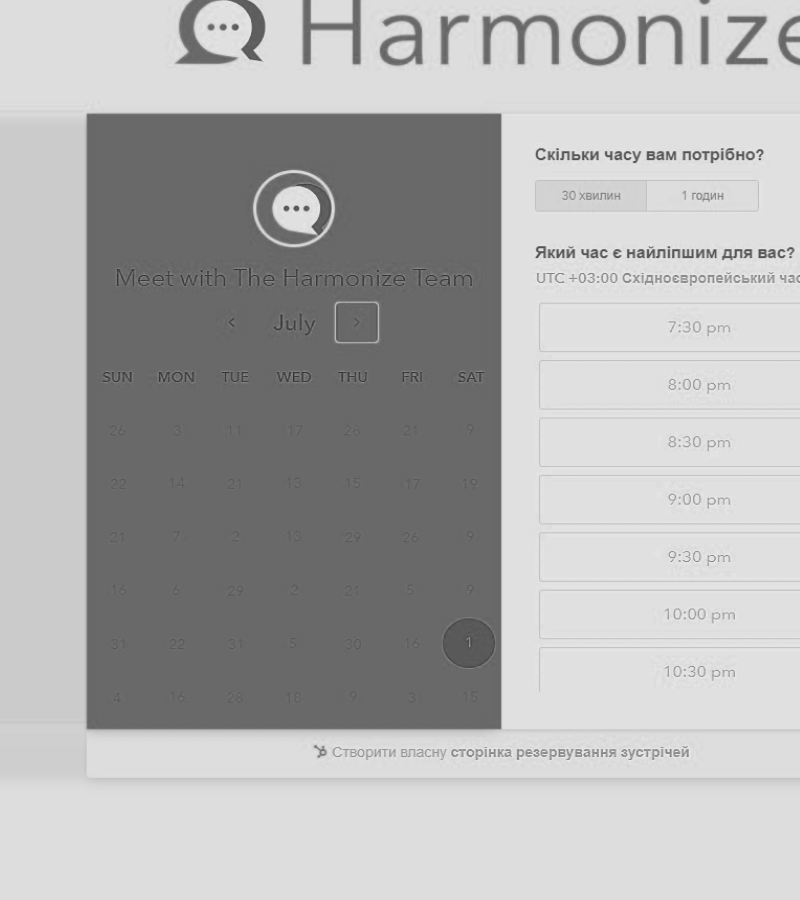 Harmonize
Meet with The Harmonize Team
July
SUN MON TUE WED THU FRI SAT
26 3 11 17 28 21 9
22 14 21 13 15 17 19
21 7 2 13 29 26 9
16 6 29 2 21 5 9
31 22 31 5 30 16 1
4 16 28 18 9 3 15
Скільки часу вам потрібно?
30 хвилин 1 годин
Який час є найліпшим для вас?
UTC +03:00 Східноєвропейський час
7:30 pm
8:00 pm
8:30 pm
9:00 pm
9:30 pm
10:00 pm
10:30 pm
Створити власну сторінка резервування зустрічей